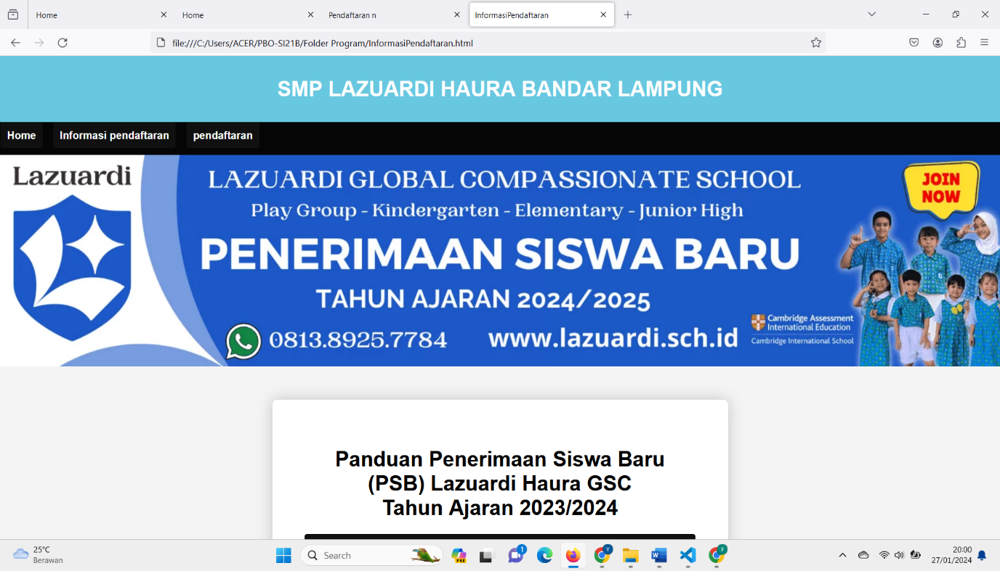 Home
Home
Pendaftaran n
InformasiPendaftaran
file:///C:/Users/ACER/PBO-SI21B/Folder Program/InformasiPendaftaran.html
SMP LAZUARDI HAURA BANDAR LAMPUNG
Home
Informasi pendaftaran
pendaftaran
Lazuardi
LAZUARDI GLOBAL COMPASSIONATE SCHOOL
Play Group - Kindergarten - Elementary - Junior High
PENERIMAAN SISWA BARU
TAHUN AJARAN 2024/2025
0813.8925.7784
www.lazuardi.sch.id
JOIN
NOW
Cambridge Assessment
International Education
Cambridge International School
Panduan Penerimaan Siswa Baru
(PSB) Lazuardi Haura GSC
Tahun Ajaran 2023/2024
25°C
Berawan
Search
PRE
1
Y
W
Y
20:00
27/01/2024